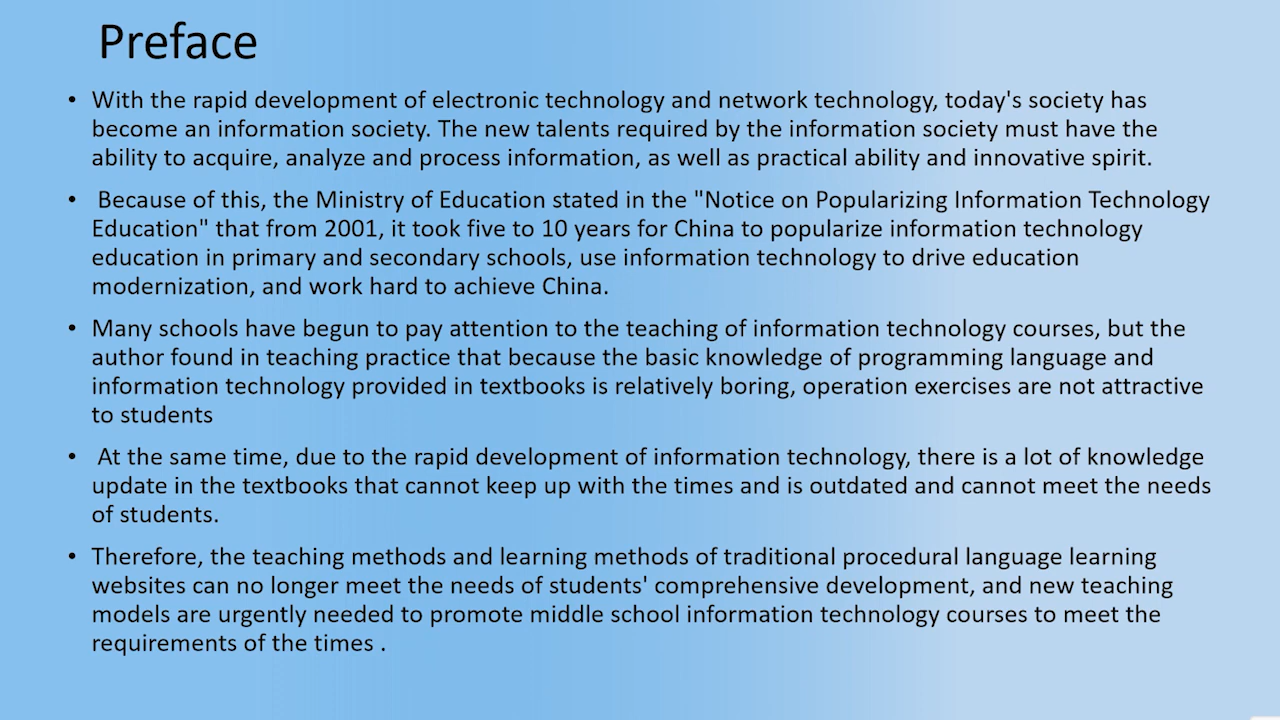 Preface
• With the rapid development of electronic technology and network technology, today's society has
become an information society. The new talents required by the information society must have the
ability to acquire, analyze and process information, as well as practical ability and innovative spirit.
• Because of this, the Ministry of Education stated in the "Notice on Popularizing Information Technology
Education" that from 2001, it took five to 10 years for China to popularize information technology
education in primary and secondary schools, use information technology to drive education
modernization, and work hard to achieve China.
• Many schools have begun to pay attention to the teaching of information technology courses, but the
author found in teaching practice that because the basic knowledge of programming language and
information technology provided in textbooks is relatively boring, operation exercises are not attractive
to students
• At the same time, due to the rapid development of information technology, there is a lot of knowledge
update in the textbooks that cannot keep up with the times and is outdated and cannot meet the needs
of students.
• Therefore, the teaching methods and learning methods of traditional procedural language learning
websites can no longer meet the needs of students' comprehensive development, and new teaching
models are urgently needed to promote middle school information technology courses to meet the
requirements of the times .